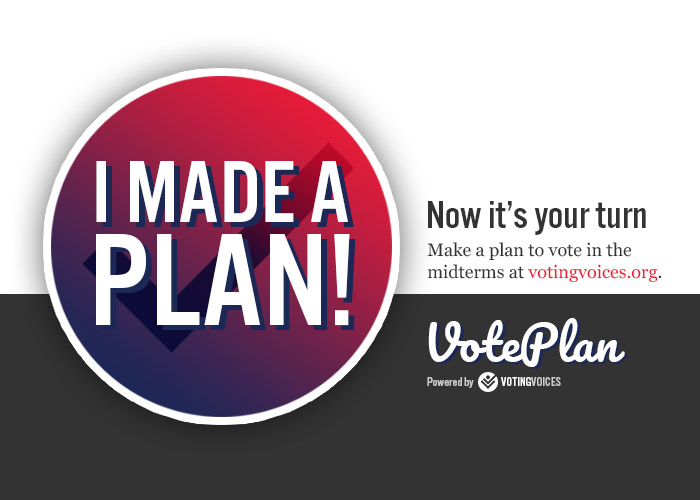 I MADE A
PLAN!
Now it's your turn
Make a plan to vote in the
midterms at votingvoices.org.
VotePlan
Powered by VOTINGVOICES